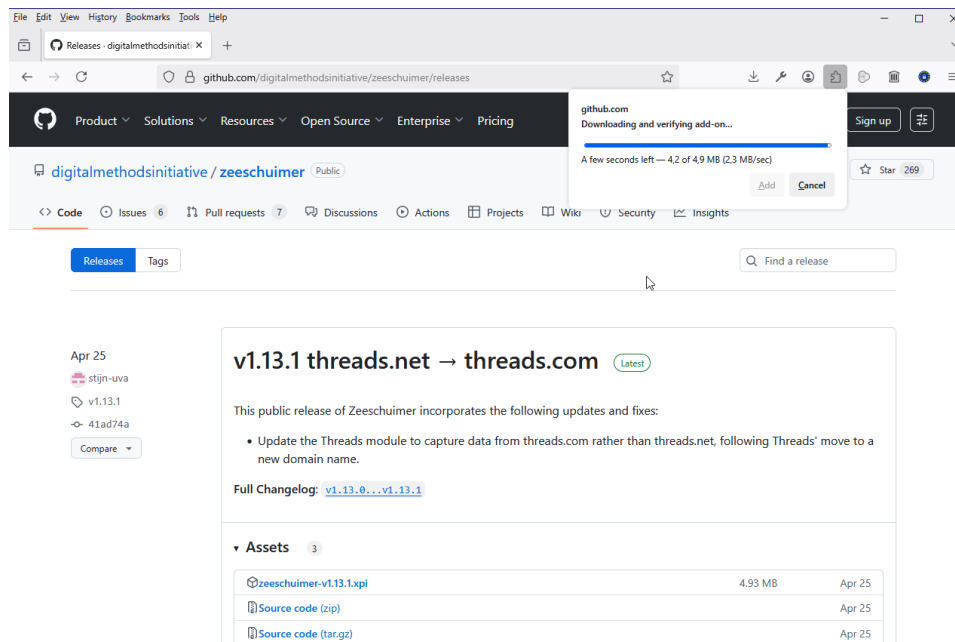 File Edit View History Bookmarks Tools Help
Releases · digitalmethodsinitiati
github.com/digitalmethodsinitiative/zeeschuimer/releases
github.com
Downloading and verifying add-on...
A few seconds left — 4,2 of 4,9 MB (2,3 MB/sec)
Add Cancel
Product Solutions Resources Open Source Enterprise Pricing Sign up
digitalmethodsinitiative / zeeschuimer Public Star 269
Code Issues 6 Pull requests 7 Discussions Actions Projects Wiki Security Insights
Releases Tags Find a release
Apr 25
stijn-uva
v1.13.1
41ad74a
Compare
v1.13.1 threads.net → threads.com Latest
This public release of Zeeschuimer incorporates the following updates and fixes:
• Update the Threads module to capture data from threads.com rather than threads.net, following Threads' move to a
new domain name.
Full Changelog: v1.13.0...v1.13.1
Assets 3
zeeschuimer-v1.13.1.xpi 4.93 MB Apr 25
Source code (zip) Apr 25
Source code (tar.gz) Apr 25